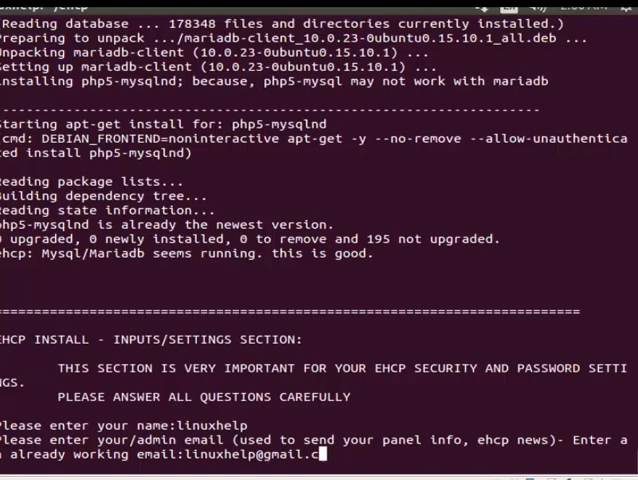 (Reading database ... 178348 files and directories currently installed.)
Preparing to unpack .../mariadb-client_10.0.23-0ubuntu0.15.10.1_all.deb ...
Unpacking mariadb-client (10.0.23-0ubuntu0.15.10.1) ...
Setting up mariadb-client (10.0.23-0ubuntu0.15.10.1) ...
installing php5-mysqlnd; because, php5-mysql may not work with mariadb
--------------------------------------------------------------------------
Starting apt-get install for: php5-mysqlnd
(cmd: DEBIAN_FRONTEND=noninteractive apt-get -y --no-remove --allow-unauthentica
ted install php5-mysqlnd)
Reading package lists...
Building dependency tree...
Reading state information...
php5-mysqlnd is already the newest version.
0 upgraded, 0 newly installed, 0 to remove and 195 not upgraded.
ehcp: Mysql/Mariadb seems running. this is good.
================================================================================
EHCP INSTALL - INPUTS/SETTINGS SECTION:
THIS SECTION IS VERY IMPORTANT FOR YOUR EHCP SECURITY AND PASSWORD SETTI
NGS.
PLEASE ANSWER ALL QUESTIONS CAREFULLY
Please enter your name:linuxhelp
Please enter your/admin email (used to send your panel info, ehcp news)- Enter a
n already working email:linuxhelp@gmail.c